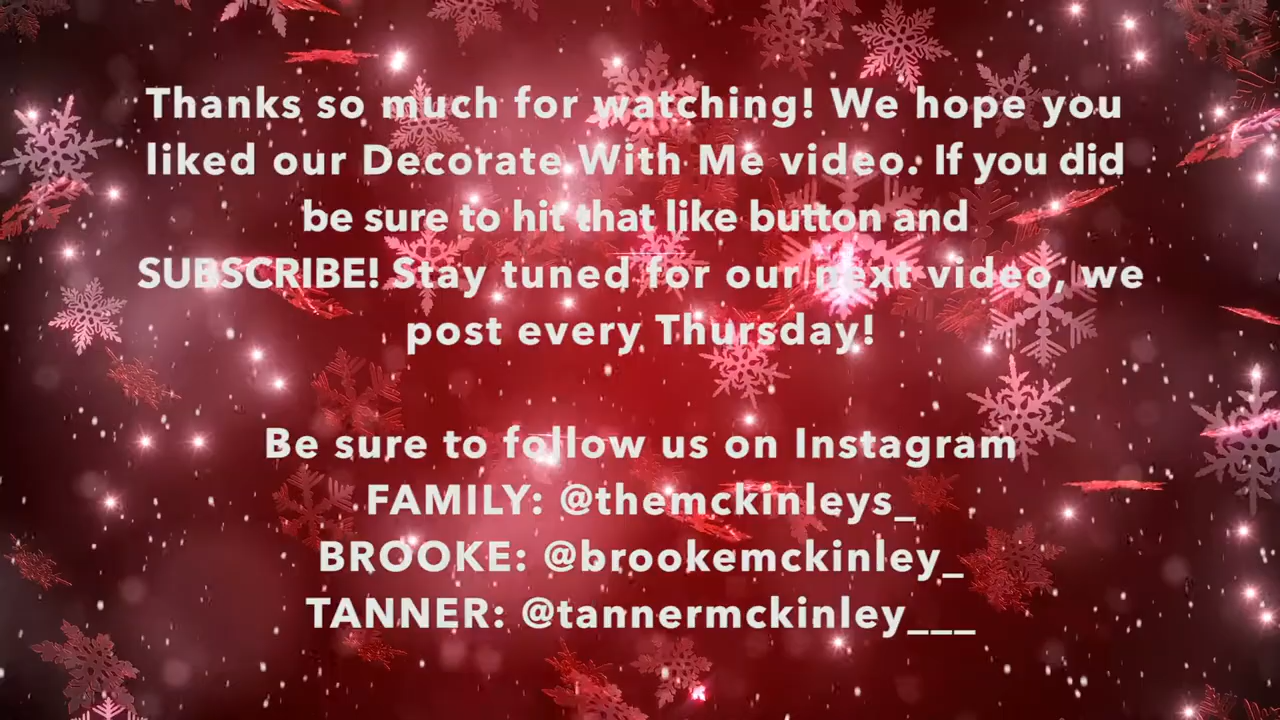 Thanks so much for watching! We hope you
liked our Decorate With Me video. If you did
be sure to hit that like button and
SUBSCRIBE! Stay tuned for our next video, we
post every Thursday!
Be sure to follow us on Instagram
FAMILY: @themckinleys_
BROOKE: @brookemckinley_
TANNER: @tannermckinley___